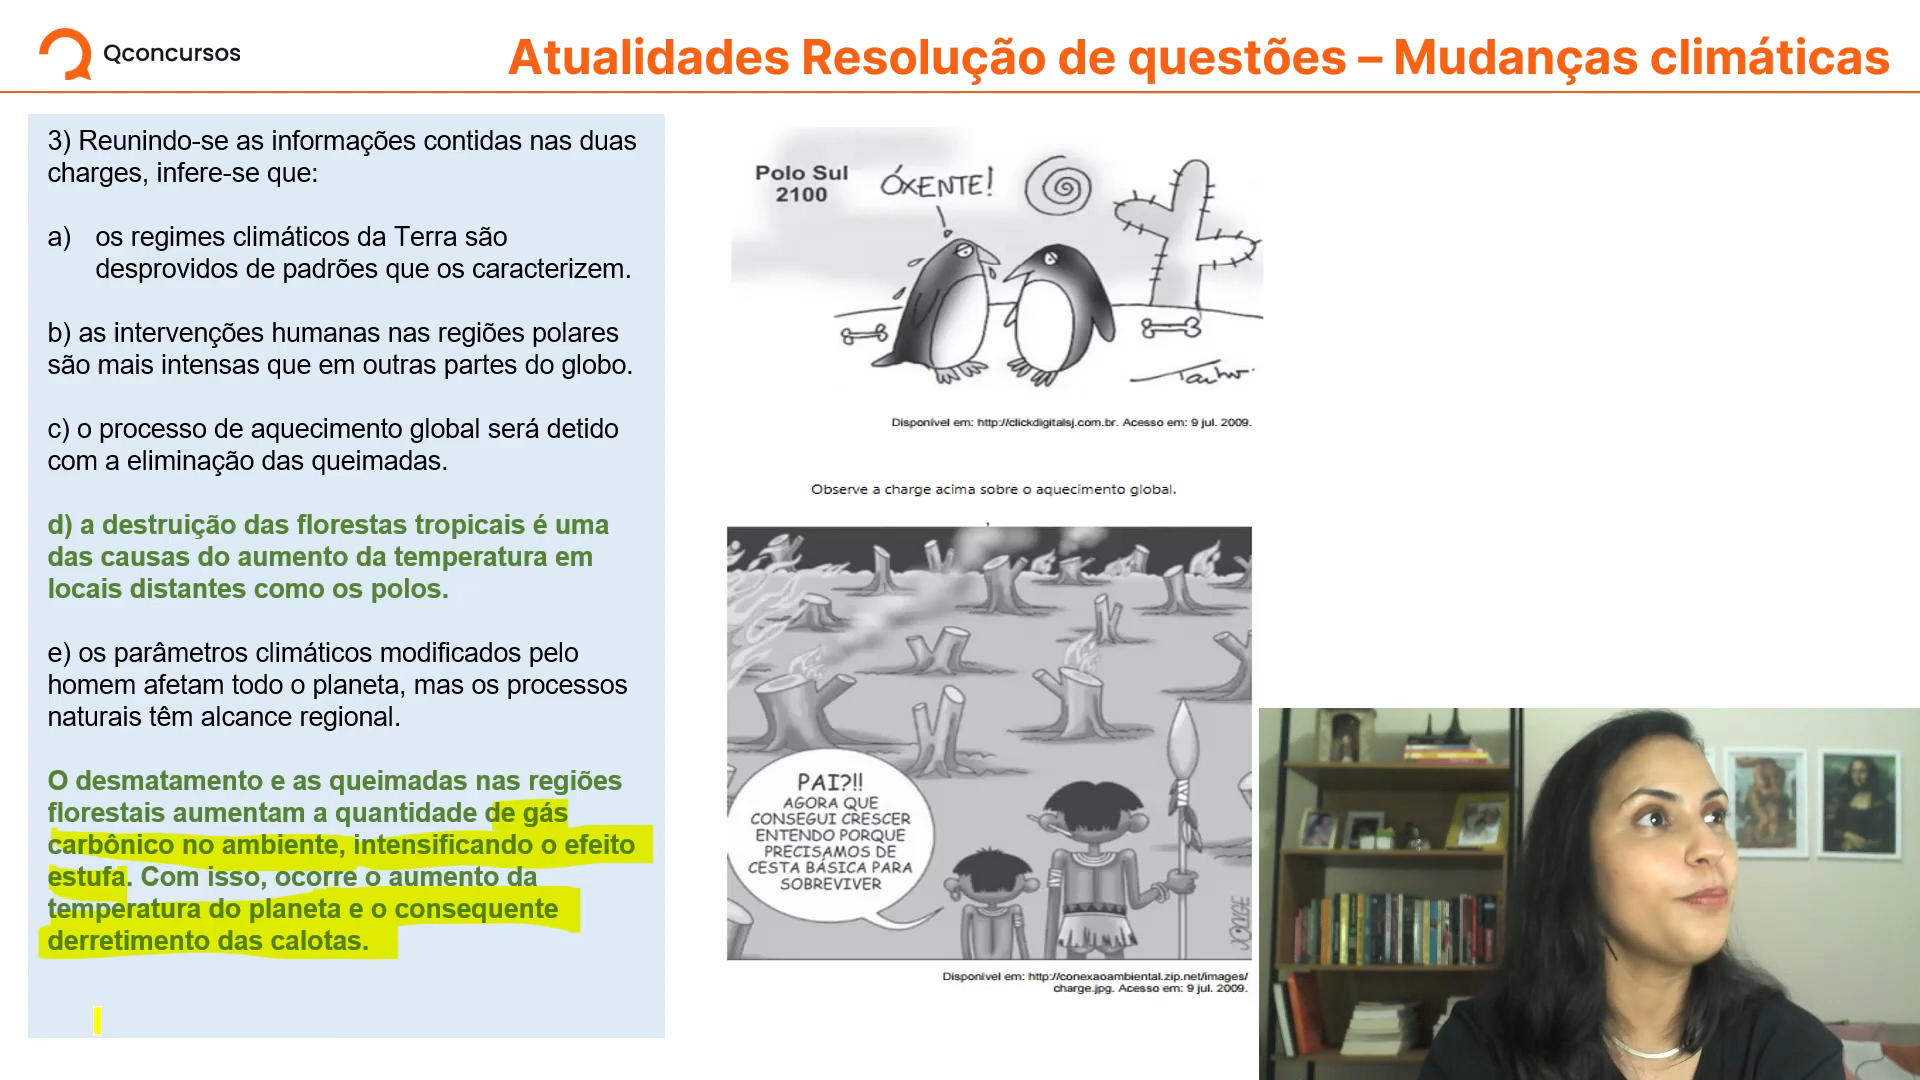 Qconcursos
Atualidades Resolução de questões – Mudanças climáticas
3) Reunindo-se as informações contidas nas duas
charges, infere-se que:
a) os regimes climáticos da Terra são
desprovidos de padrões que os caracterizem.
b) as intervenções humanas nas regiões polares
são mais intensas que em outras partes do globo.
c) o processo de aquecimento global será detido
com a eliminação das queimadas.
d) a destruição das florestas tropicais é uma
das causas do aumento da temperatura em
locais distantes como os polos.
e) os parâmetros climáticos modificados pelo
homem afetam todo o planeta, mas os processos
naturais têm alcance regional.
O desmatamento e as queimadas nas regiões
florestais aumentam a quantidade de gás
carbônico no ambiente, intensificando o efeito
estufa. Com isso, ocorre o aumento da
temperatura do planeta e o consequente
derretimento das calotas.
Polo Sul
2100
ÓXENTE!
Disponível em: http://clickdigitalsj.com.br. Acesso em: 9 jul. 2009.
Observe a charge acima sobre o aquecimento global.
PAI?!!
AGORA QUE
CONSEGUI CRESCER
ENTENDO PORQUE
PRECISAMOS DE
CESTA BÁSICA PARA
SOBREVIVER
JORGE
Disponível em: http://conexaoambiental.zip.net/images/
charge.jpg. Acesso em: 9 jul. 2009.